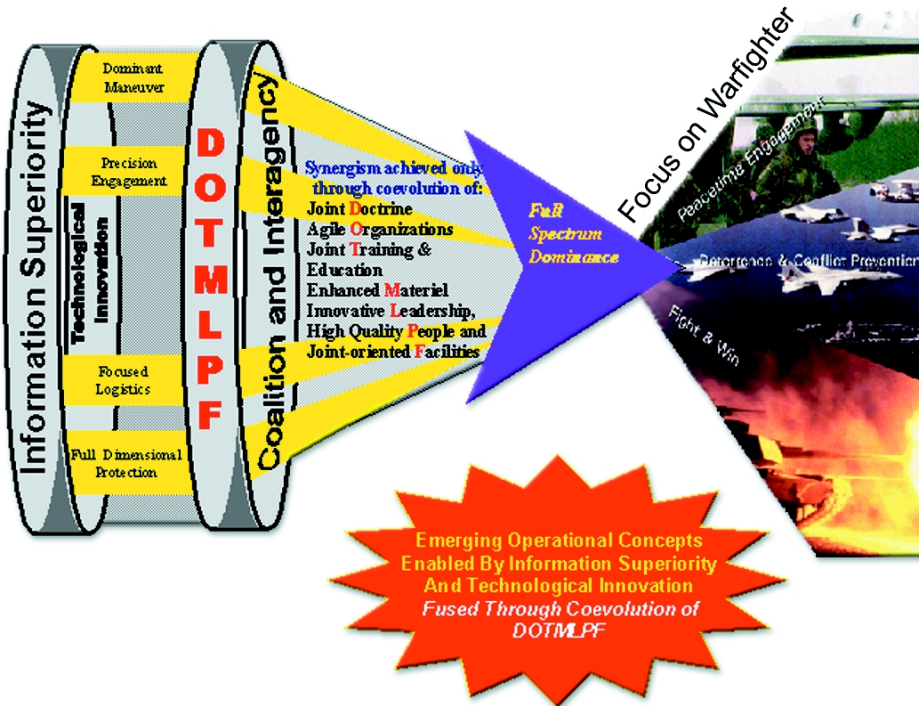 Information Superiority
Technological
Innovation
Dominant
Maneuver
Precision
Engagement
Focused
Logistics
Full Dimensional
Protection
DOTMLPF
Coalition and Interagency
Synergism achieved only
through coevolution of:
Joint Doctrine
Agile Organizations
Joint Training &
Education
Enhanced Materiel
Innovative Leadership,
High Quality People and
Joint-oriented Facilities
Full
Spectrum
Dominance
Focus on Warfighter
Peacetime Engagement
Deterrence & Conflict Prevention
Fight & Win
Emerging Operational Concepts
Enabled By Information Superiority
And Technological Innovation
Fused Through Coevolution of
DOTMLPF